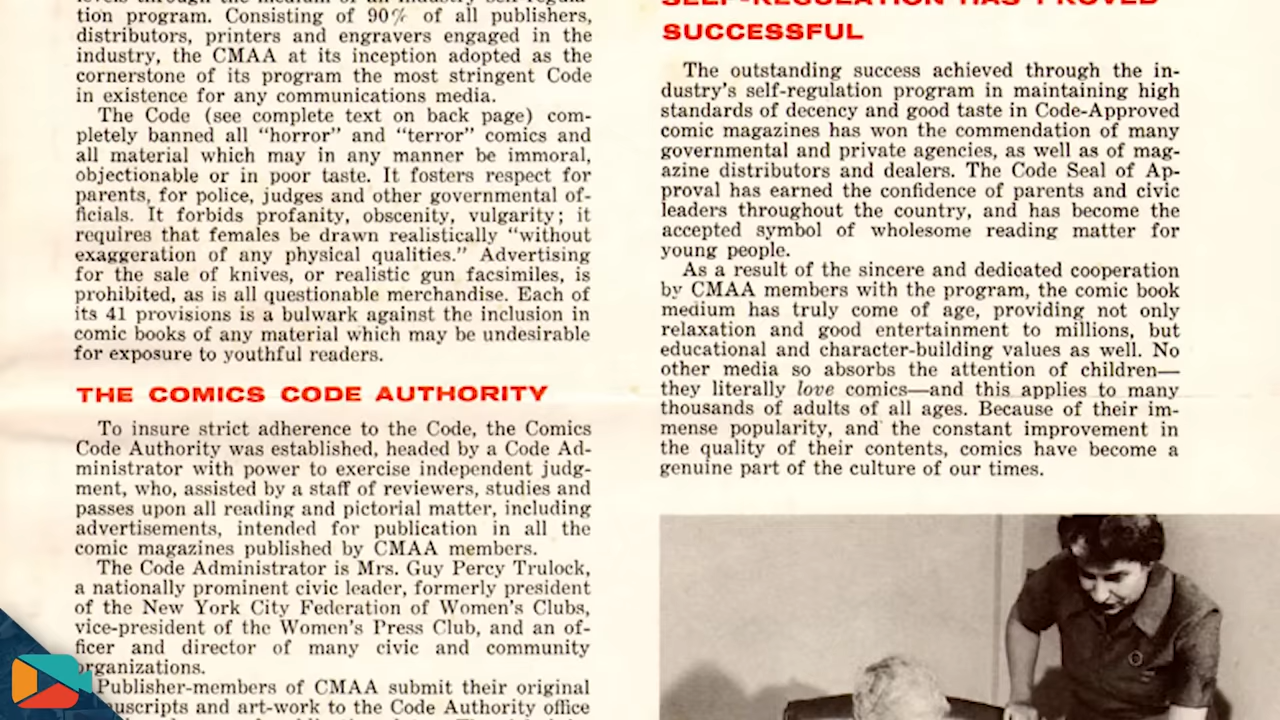 levels through the medium of an industry self-regula-
tion program. Consisting of 90% of all publishers,
distributors, printers and engravers engaged in the
industry, the CMAA at its inception adopted as the
cornerstone of its program the most stringent Code
in existence for any communications media.
The Code (see complete text on back page) com-
pletely banned all “horror” and “terror” comics and
all material which may in any manner be immoral,
objectionable or in poor taste. It fosters respect for
parents, for police, judges and other governmental of-
ficials. It forbids profanity, obscenity, vulgarity; it
requires that females be drawn realistically “without
exaggeration of any physical qualities.” Advertising
for the sale of knives, or realistic gun facsimiles, is
prohibited, as is all questionable merchandise. Each of
its 41 provisions is a bulwark against the inclusion in
comic books of any material which may be undesirable
for exposure to youthful readers.
THE COMICS CODE AUTHORITY
To insure strict adherence to the Code, the Comics
Code Authority was established, headed by a Code Ad-
ministrator with power to exercise independent judg-
ment, who, assisted by a staff of reviewers, studies and
passes upon all reading and pictorial matter, including
advertisements, intended for publication in all the
comic magazines published by CMAA members.
The Code Administrator is Mrs. Guy Percy Trulock,
a nationally prominent civic leader, formerly president
of the New York City Federation of Women’s Clubs,
vice-president of the Women’s Press Club, and an of-
ficer and director of many civic and community
organizations.
Publisher-members of CMAA submit their original
uscripts and art-work to the Code Authority office
SELF-REGULATION HAS PROVED
SUCCESSFUL
The outstanding success achieved through the in-
dustry’s self-regulation program in maintaining high
standards of decency and good taste in Code-Approved
comic magazines has won the commendation of many
governmental and private agencies, as well as of mag-
azine distributors and dealers. The Code Seal of Ap-
proval has earned the confidence of parents and civic
leaders throughout the country, and has become the
accepted symbol of wholesome reading matter for
young people.
As a result of the sincere and dedicated cooperation
by CMAA members with the program, the comic book
medium has truly come of age, providing not only
relaxation and good entertainment to millions, but
educational and character-building values as well. No
other media so absorbs the attention of children—
they literally love comics—and this applies to many
thousands of adults of all ages. Because of their im-
mense popularity, and the constant improvement in
the quality of their contents, comics have become a
genuine part of the culture of our times.